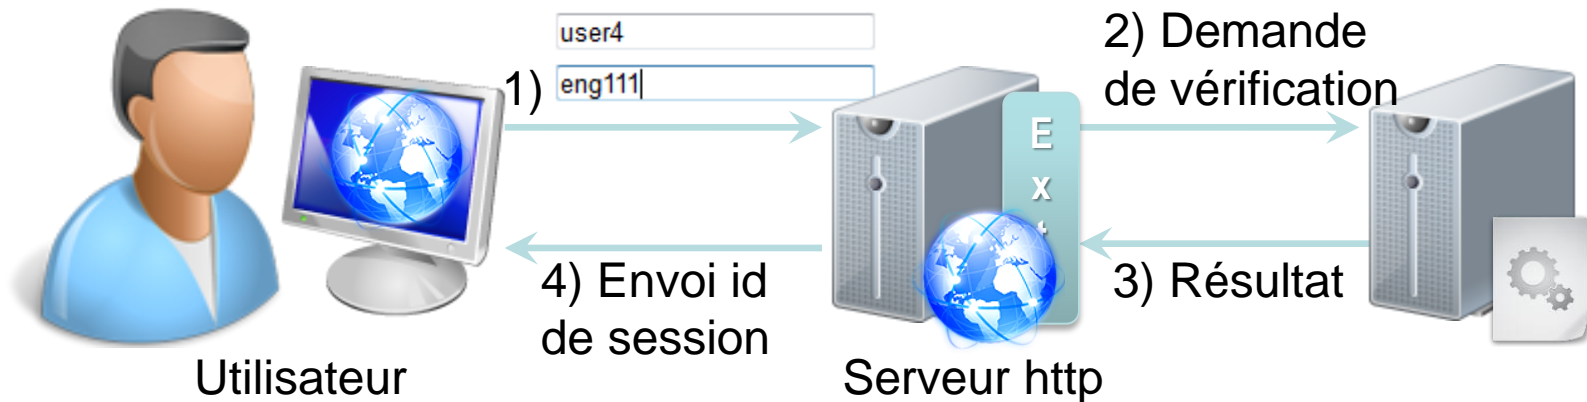 user4
1) eng111
2) Demande
de vérification
E
x
t
4) Envoi id
de session
3) Résultat
Utilisateur
Serveur http